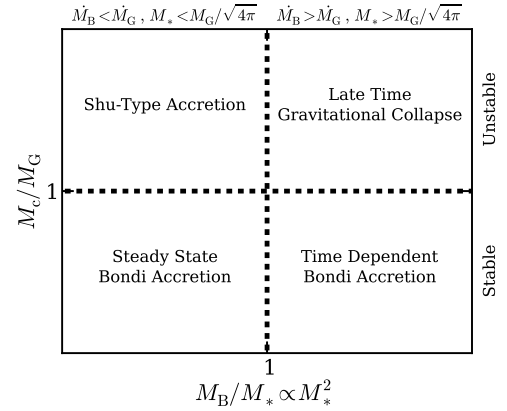 Ṁ_B < Ṁ_G , M_* < M_G/√4π
Ṁ_B > Ṁ_G , M_* > M_G/√4π
Shu-Type Accretion
Late Time
Gravitational Collapse
Unstable
M_c/M_G
1
Steady State
Bondi Accretion
Time Dependent
Bondi Accretion
Stable
1
M_B/M_* ∝ M_*^2